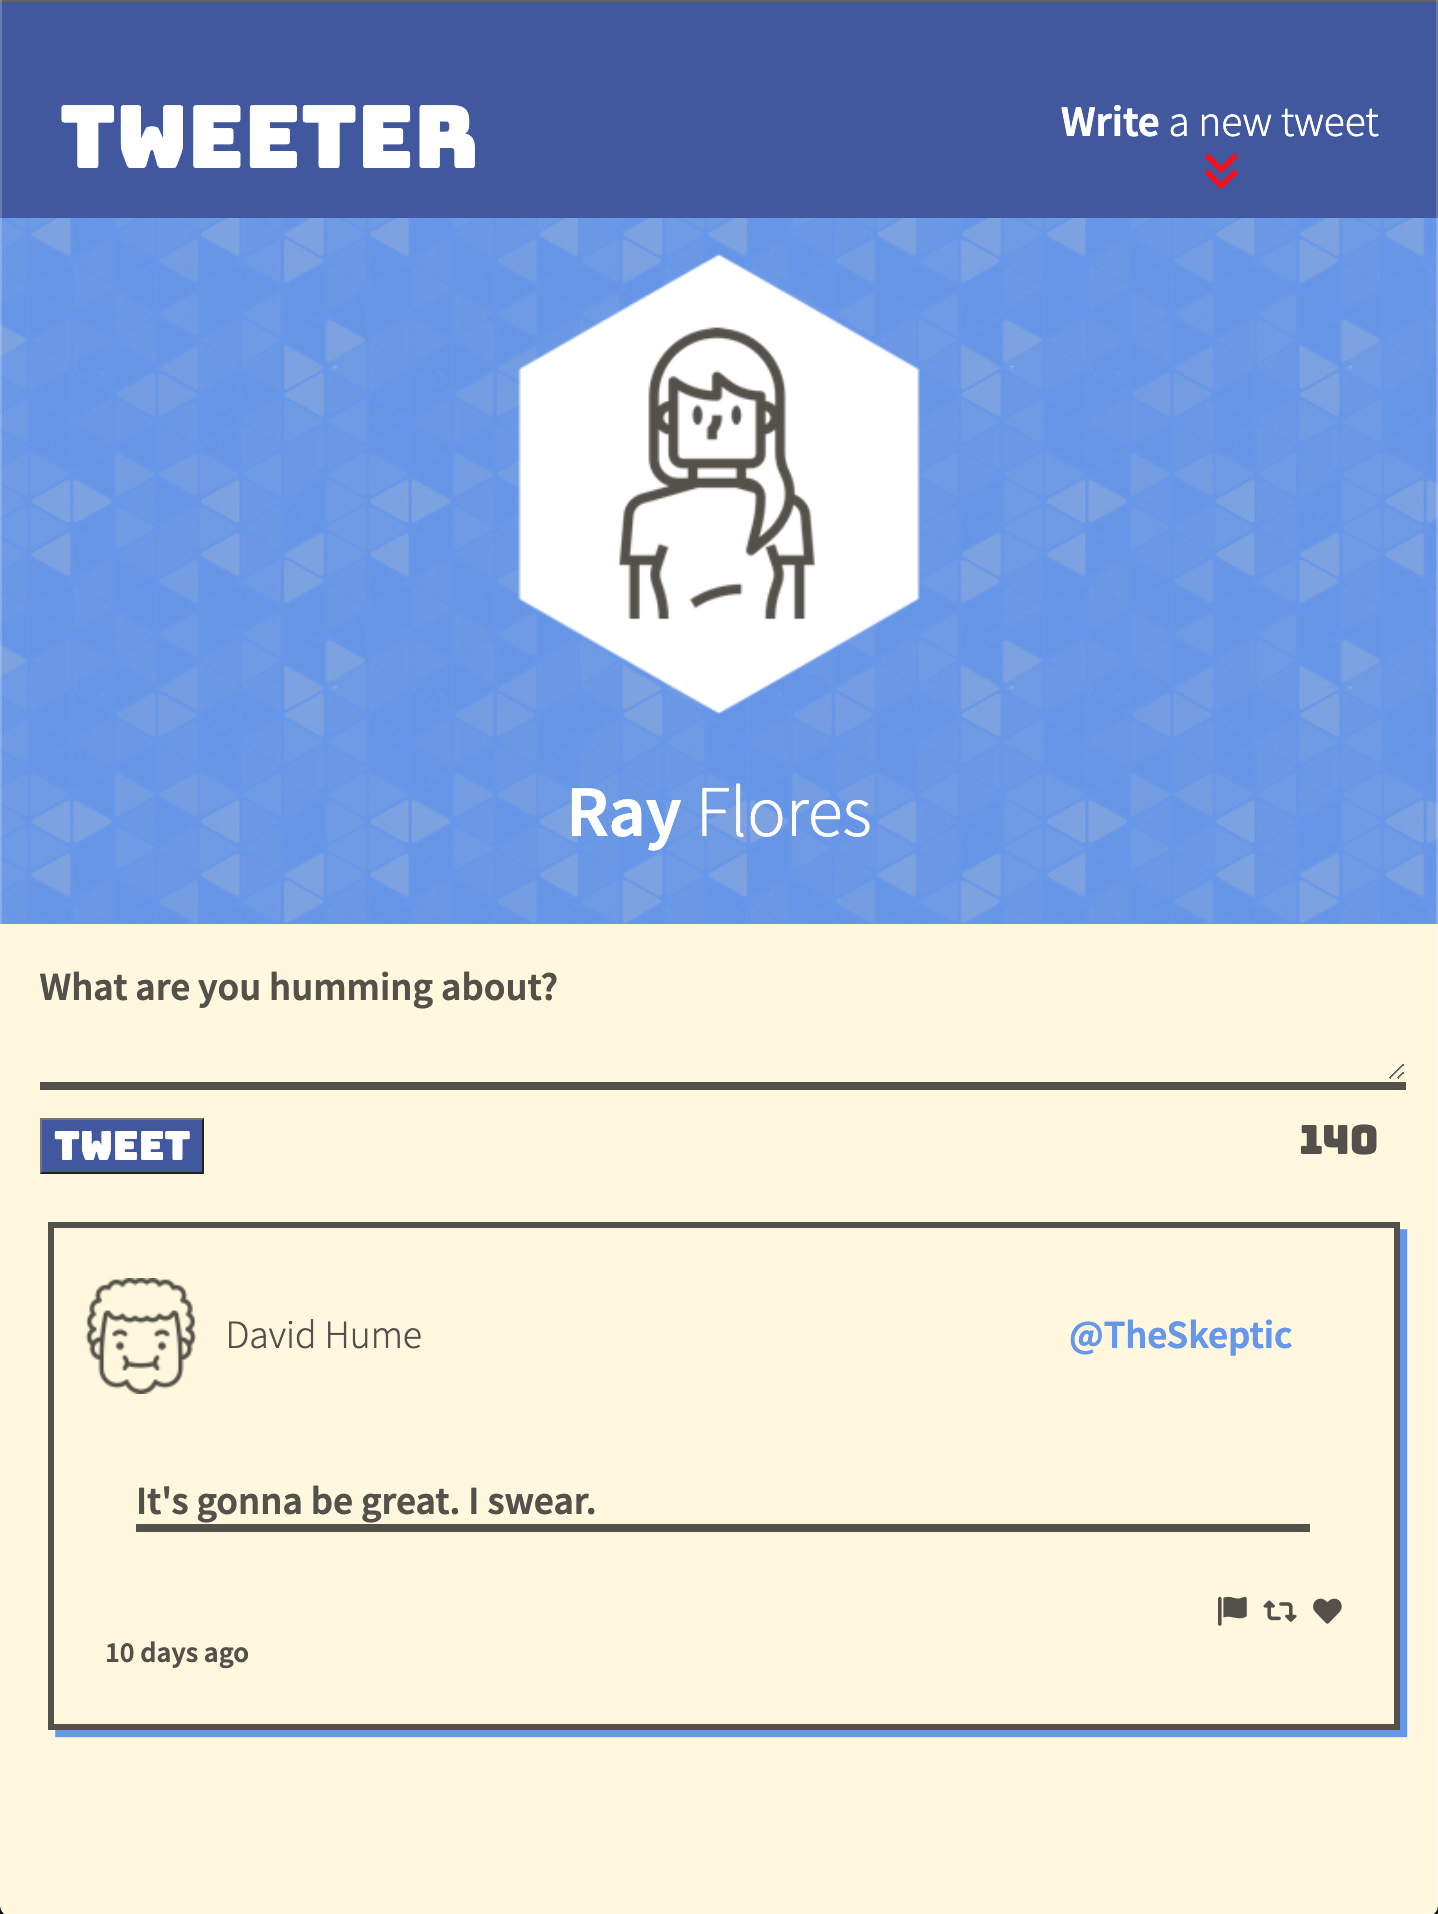 TWEETER
Write a new tweet
Ray Flores
What are you humming about?
TWEET
140
David Hume
@TheSkeptic
It's gonna be great. I swear.
10 days ago